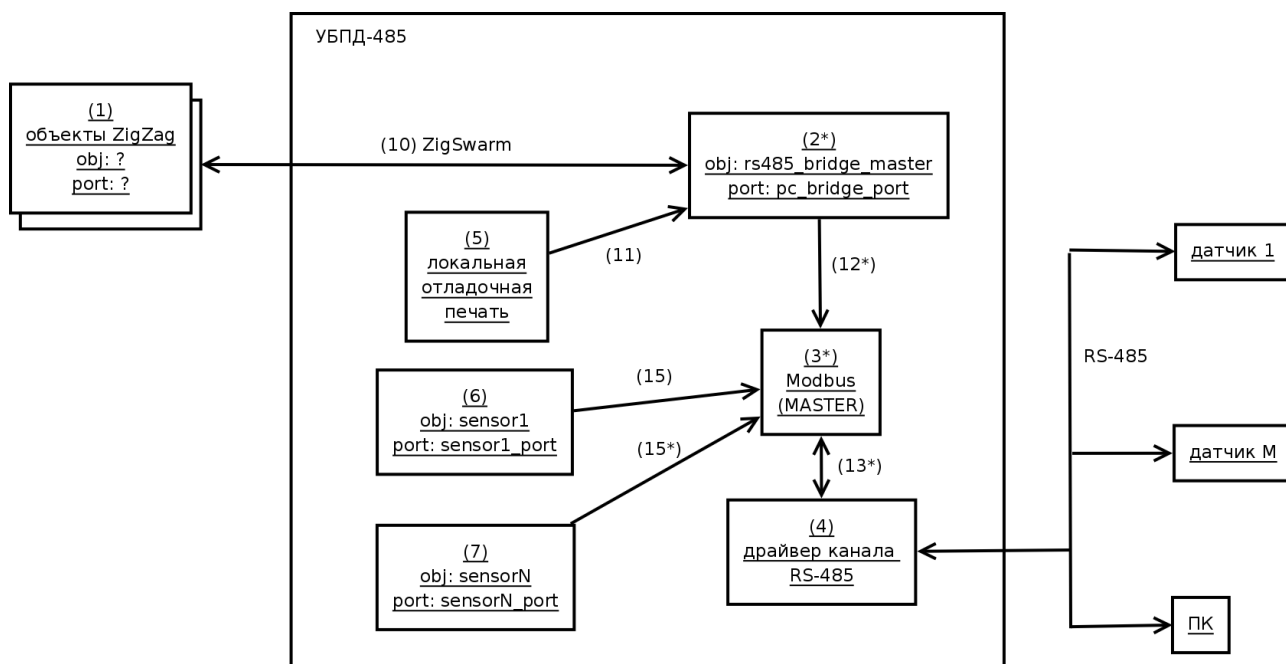 УБПД-485
(1)
объекты ZigZag
obj: ?
port: ?
(10) ZigSwarm
(2*)
obj: rs485_bridge_master
port: pc_bridge_port
(5)
локальная
отладочная
печать
(11)
(12*)
датчик 1
RS-485
(3*)
Modbus
(MASTER)
(15)
(6)
obj: sensor1
port: sensor1_port
(15*)
(13*)
датчик M
(4)
драйвер канала
RS-485
(7)
obj: sensorN
port: sensorN_port
ПК